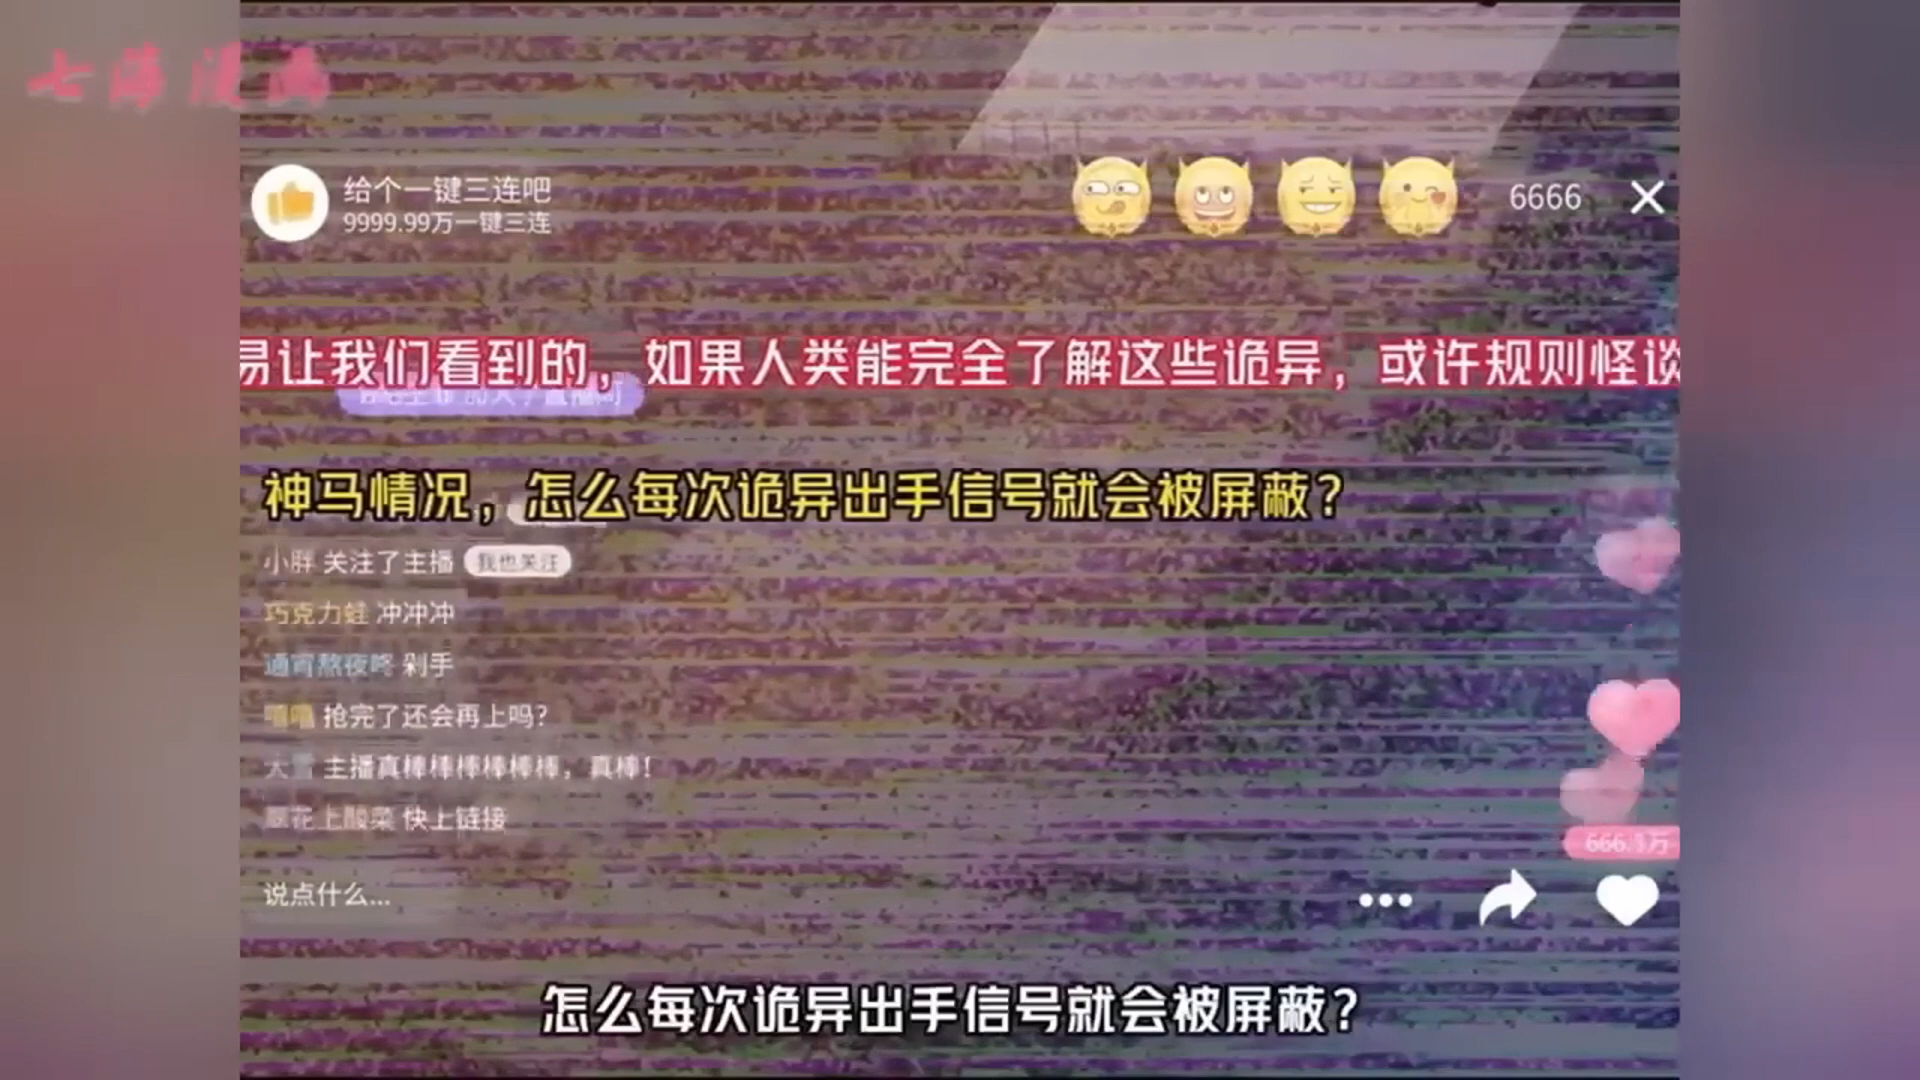 七海漫画
给个一键三连吧
9999.99万一键三连
6666
易让我们看到的，如果人类能完全了解这些诡异，或许规则怪谈
神马情况，怎么每次诡异出手信号就会被屏蔽？
小胖 关注了主播 我也关注
巧克力蛙 冲冲冲
通宵熬夜咚 剁手
嘻嘻 抢完了还会再上吗？
主播真棒棒棒棒棒棒，真棒！
翠花上酸菜 快上链接
说点什么...
怎么每次诡异出手信号就会被屏蔽？